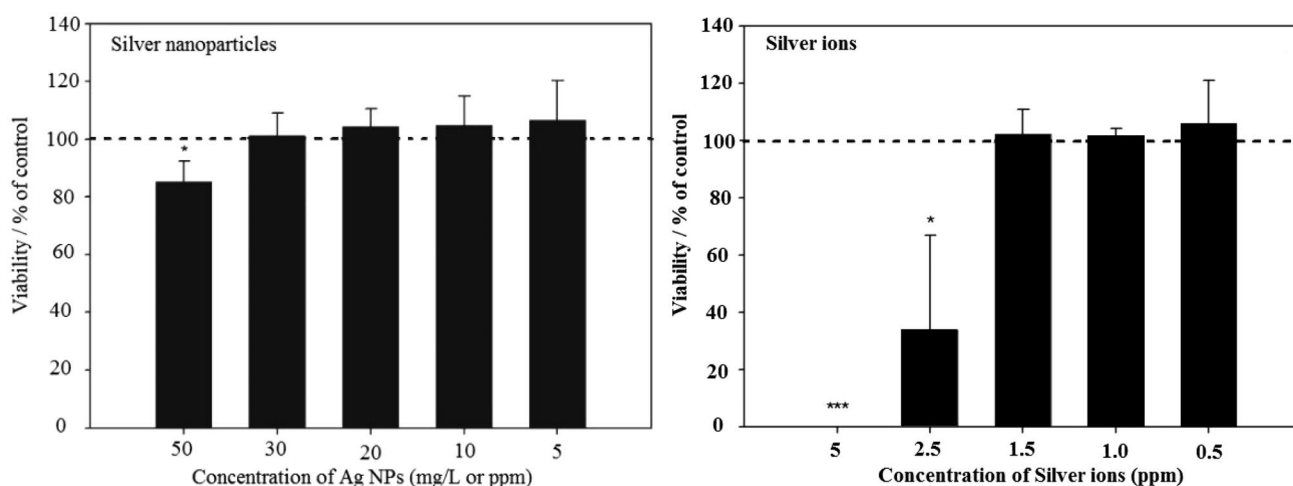 Silver nanoparticles
Viability / % of control
140
120
100
80
60
40
20
0
*
50 30 20 10 5
Concentration of Ag NPs (mg/L or ppm)
Silver ions
Viability / % of control
140
120
100
80
60
40
20
0
***
*
5 2.5 1.5 1.0 0.5
Concentration of Silver ions (ppm)